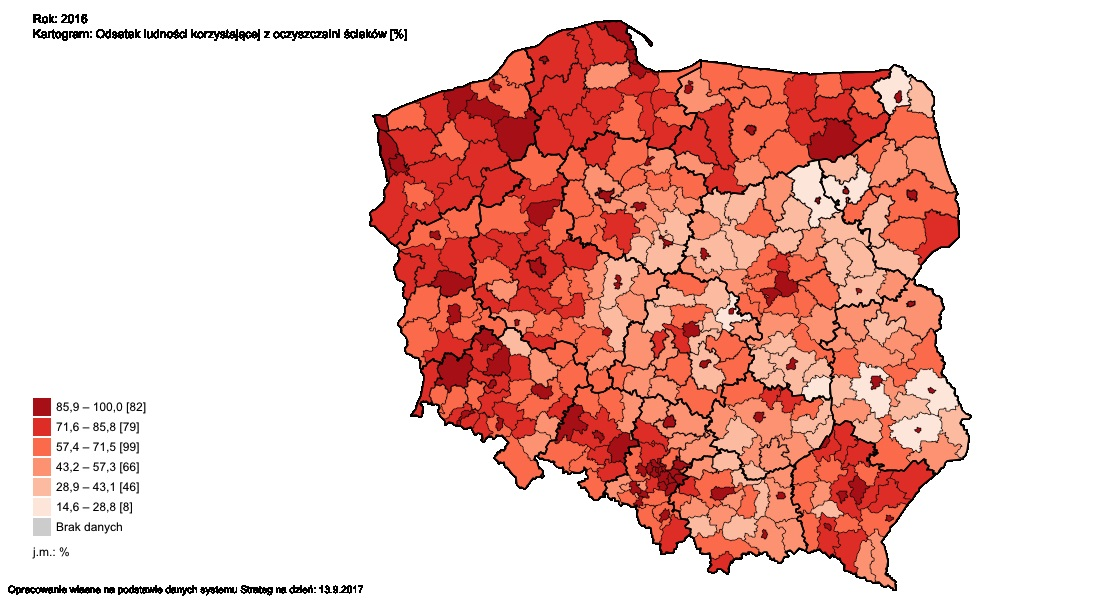 Rok: 2016
Kartogram: Odsetek ludności korzystającej z oczyszczalni ścieków [%]
85,9 – 100,0 [82]
71,6 – 85,8 [79]
57,4 – 71,5 [99]
43,2 – 57,3 [66]
28,9 – 43,1 [46]
14,6 – 28,8 [8]
Brak danych
j.m.: %
Opracowanie własne na podstawie danych systemu Strateg na dzień: 13.9.2017